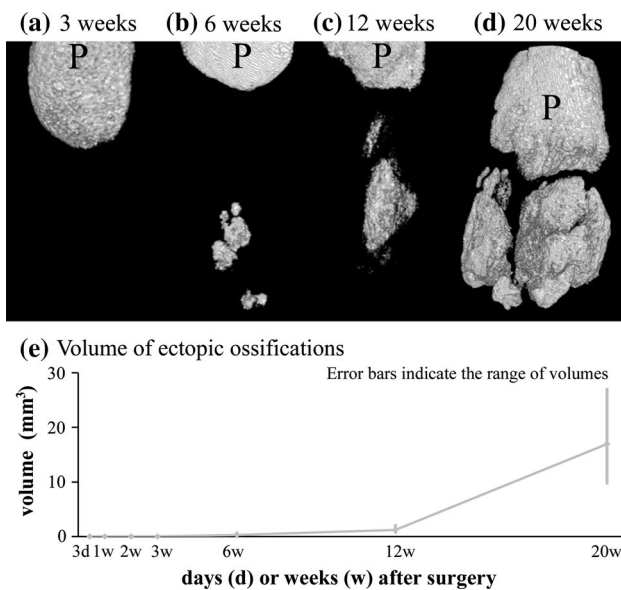 (a) 3 weeks (b) 6 weeks (c) 12 weeks (d) 20 weeks
P P P P
(e) Volume of ectopic ossifications
Error bars indicate the range of volumes
volume (mm³)
30
20
10
0
3d 1w 2w 3w 6w 12w 20w
days (d) or weeks (w) after surgery